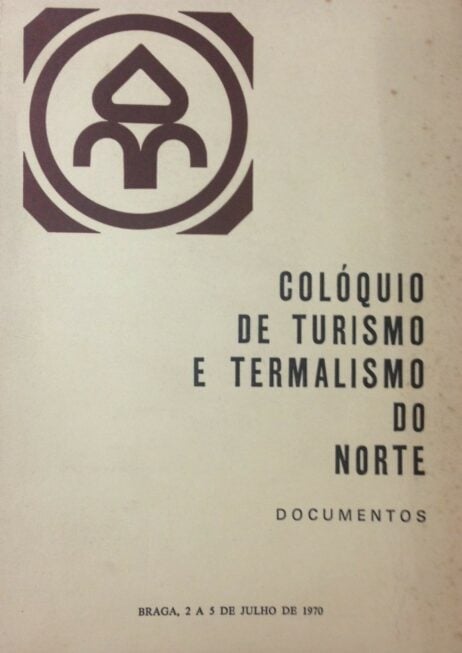 COLÓQUIO
DE TURISMO
E TERMALISMO
DO
NORTE
DOCUMENTOS
BRAGA, 2 A 5 DE JULHO DE 1970